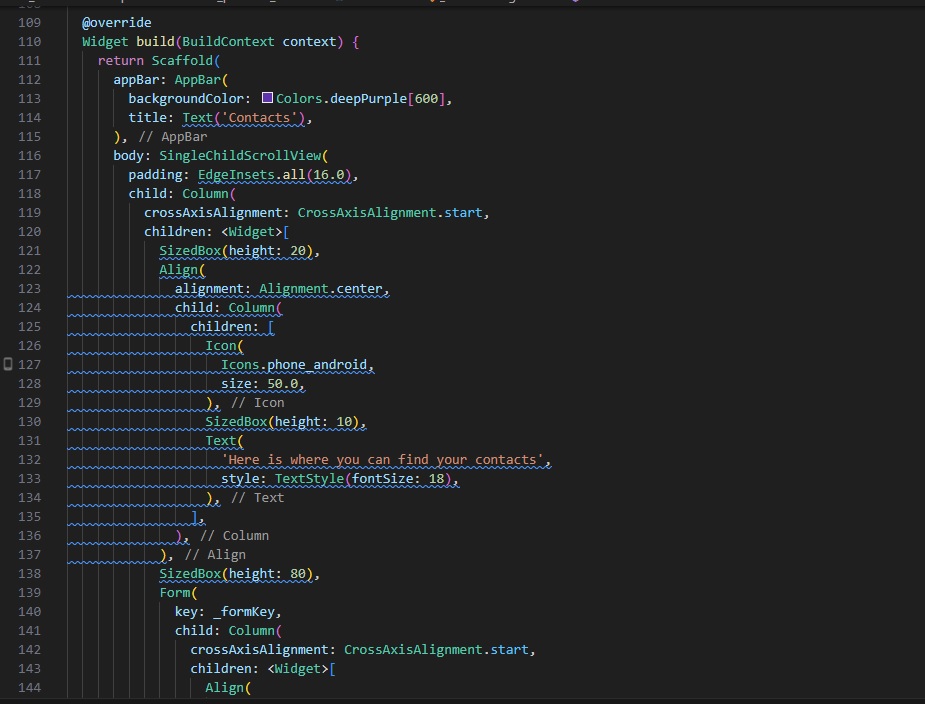 109 @override
110 Widget build(BuildContext context) {
111 return Scaffold(
112 appBar: AppBar(
113 backgroundColor: Colors.deepPurple[600],
114 title: Text('Contacts'),
115 ), // AppBar
116 body: SingleChildScrollView(
117 padding: EdgeInsets.all(16.0),
118 child: Column(
119 crossAxisAlignment: CrossAxisAlignment.start,
120 children: <Widget>[
121 SizedBox(height: 20),
122 Align(
123 alignment: Alignment.center,
124 child: Column(
125 children: [
126 Icon(
127 Icons.phone_android,
128 size: 50.0,
129 ), // Icon
130 SizedBox(height: 10),
131 Text(
132 'Here is where you can find your contacts',
133 style: TextStyle(fontSize: 18),
134 ), // Text
135 ],
136 ), // Column
137 ), // Align
138 SizedBox(height: 80),
139 Form(
140 key: _formKey,
141 child: Column(
142 crossAxisAlignment: CrossAxisAlignment.start,
143 children: <Widget>[
144 Align(